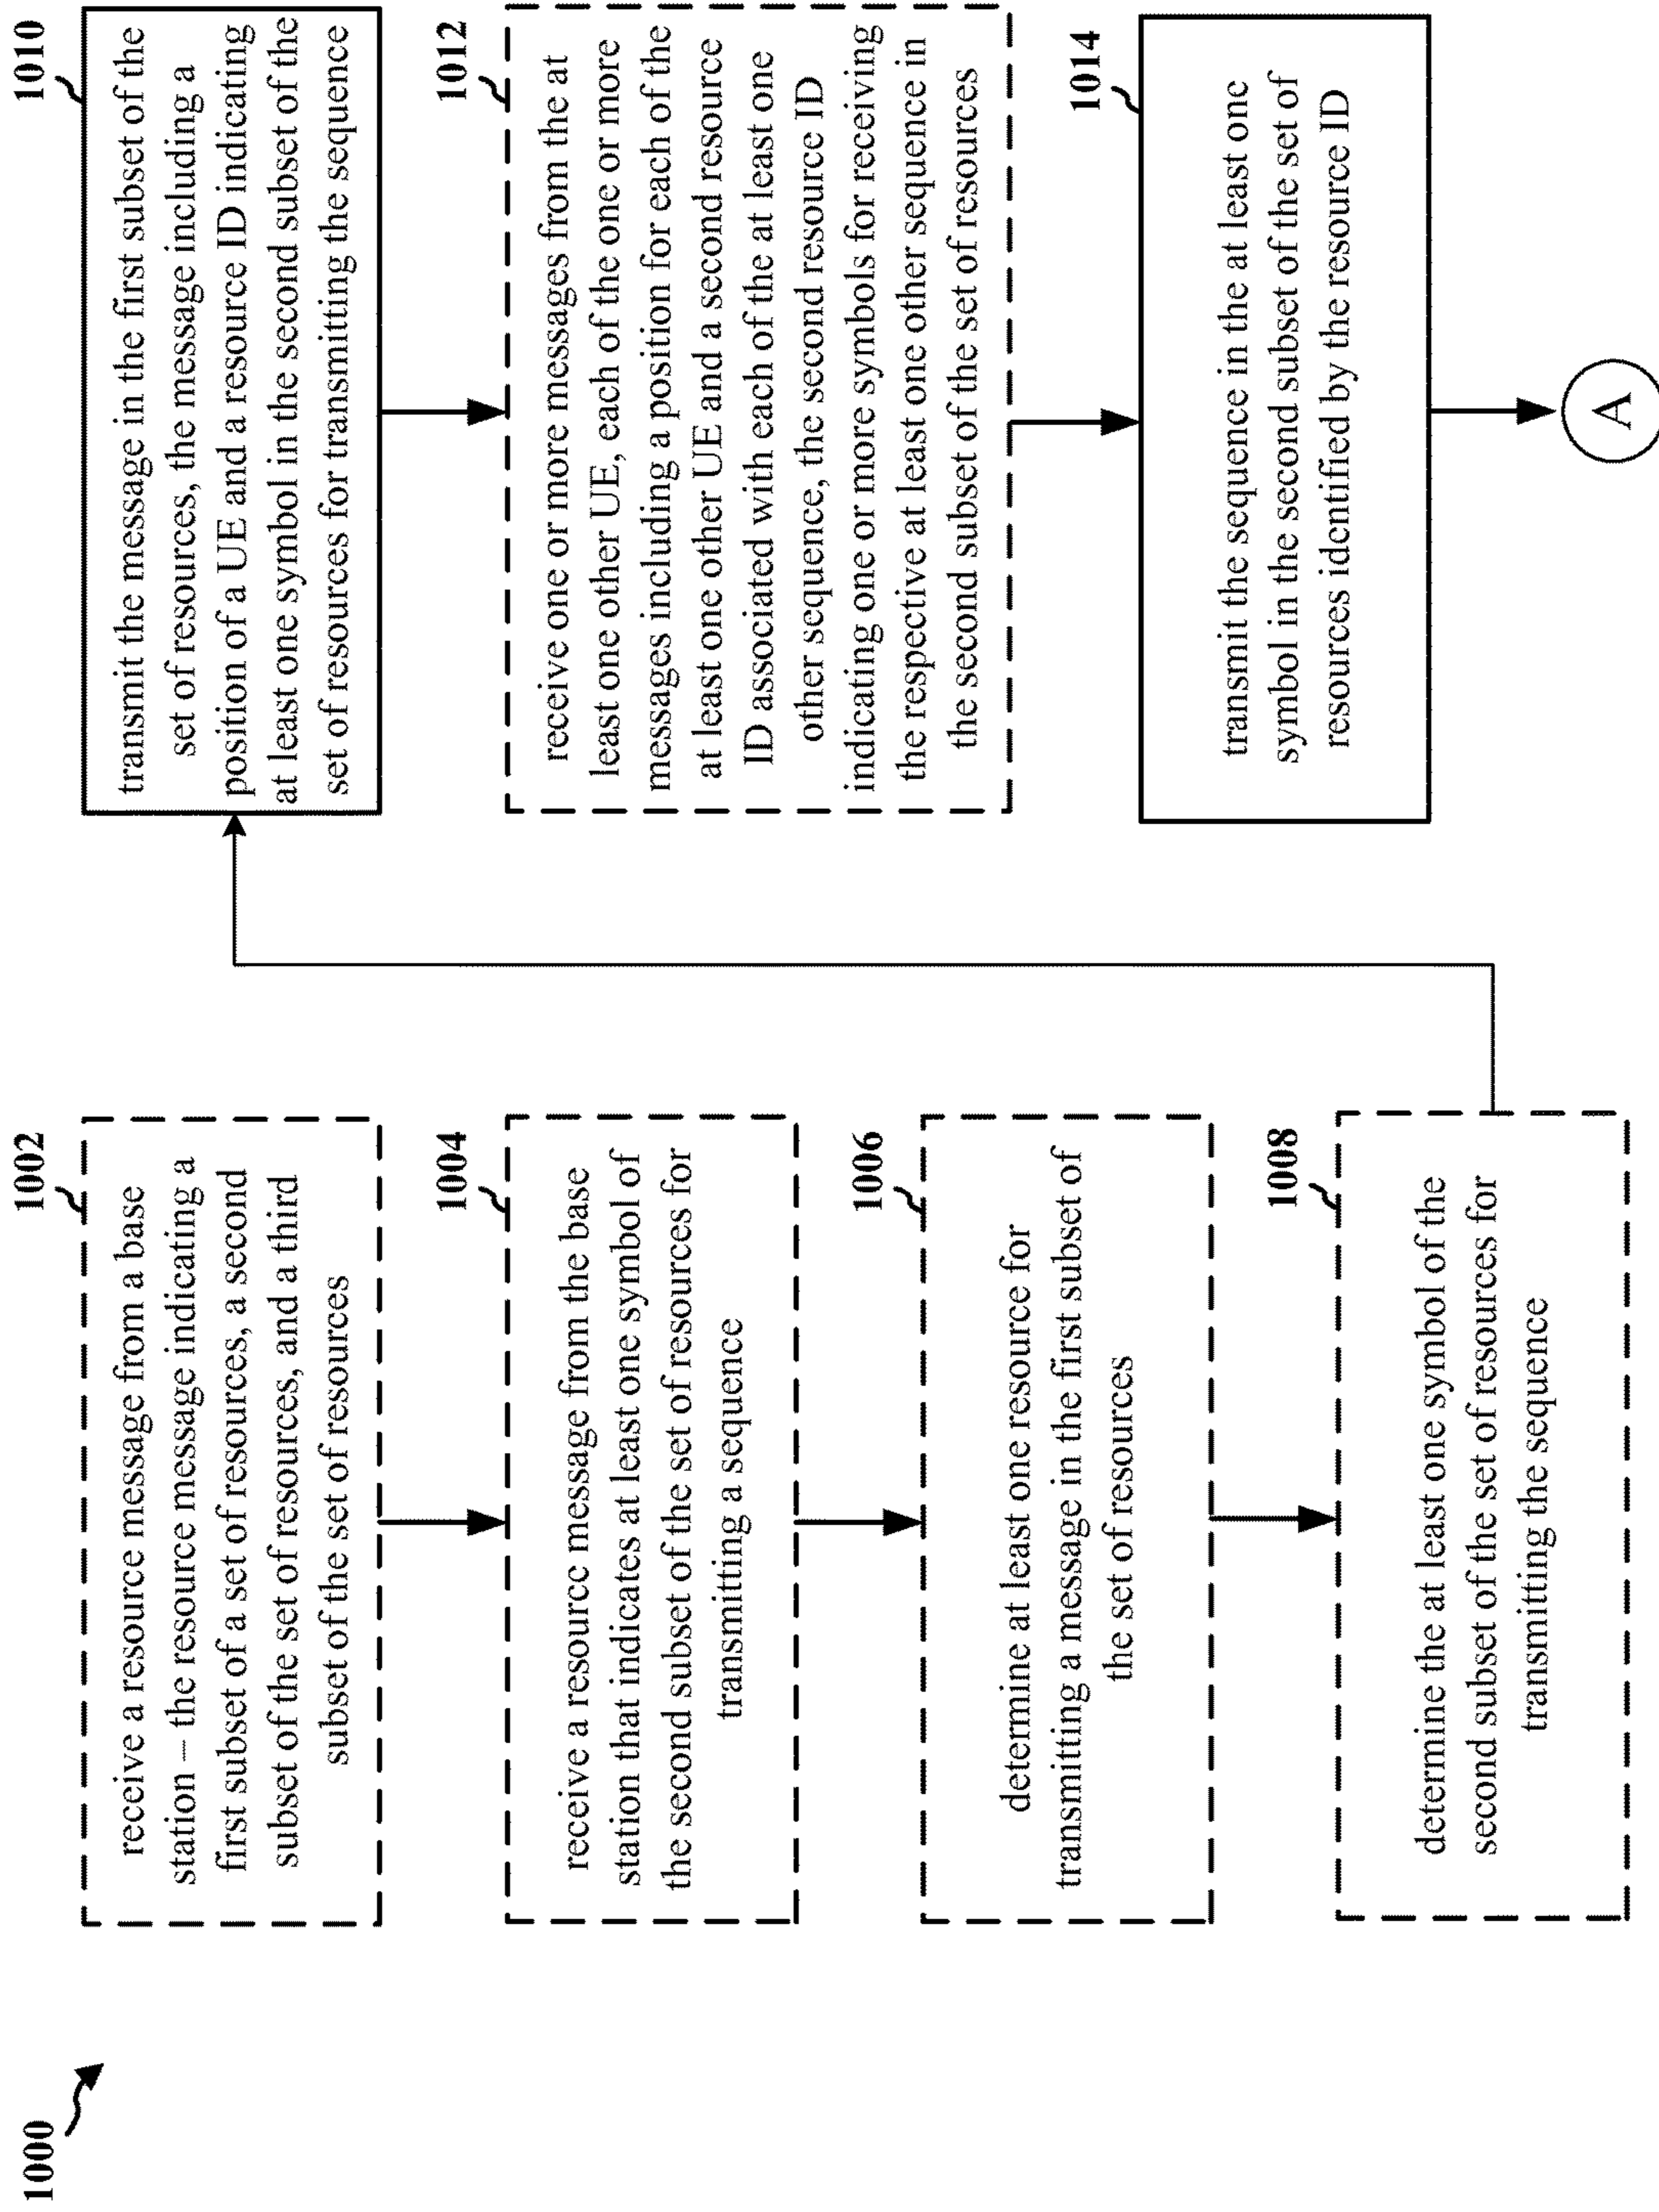 1000
1002
receive a resource message from a base
station – the resource message indicating a
first subset of a set of resources, a second
subset of the set of resources, and a third
subset of the set of resources
1004
receive a resource message from the base
station that indicates at least one symbol of
the second subset of the set of resources for
transmitting a sequence
1006
determine at least one resource for
transmitting a message in the first subset of
the set of resources
1008
determine the at least one symbol of the
second subset of the set of resources for
transmitting the sequence
1010
transmit the message in the first subset of the
set of resources, the message including a
position of a UE and a resource ID indicating
at least one symbol in the second subset of the
set of resources for transmitting the sequence
1012
receive one or more messages from the at
least one other UE, each of the one or more
messages including a position for each of the
at least one other UE and a second resource
ID associated with each of the at least one
other sequence, the second resource ID
indicating one or more symbols for receiving
the respective at least one other sequence in
the second subset of the set of resources
1014
transmit the sequence in the at least one
symbol in the second subset of the set of
resources identified by the resource ID
A